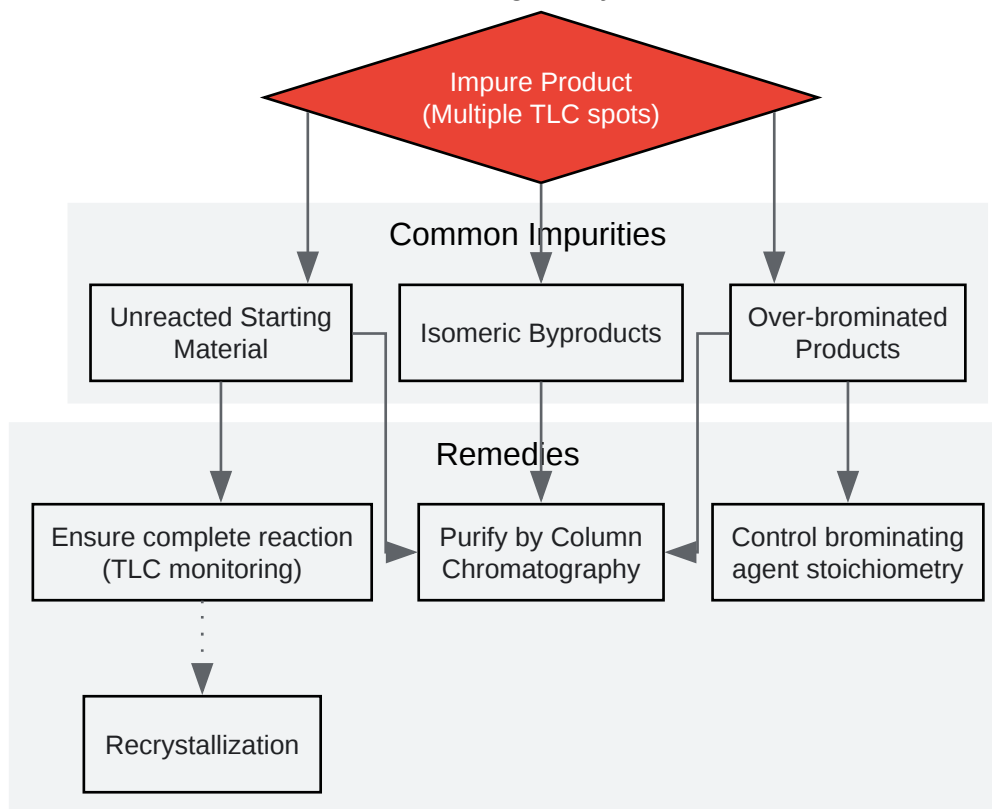 Impure Product
(Multiple TLC spots)
Common Impurities
Unreacted Starting
Material
Isomeric Byproducts
Over-brominated
Products
Remedies
Ensure complete reaction
(TLC monitoring)
Purify by Column
Chromatography
Control brominating
agent stoichiometry
Recrystallization